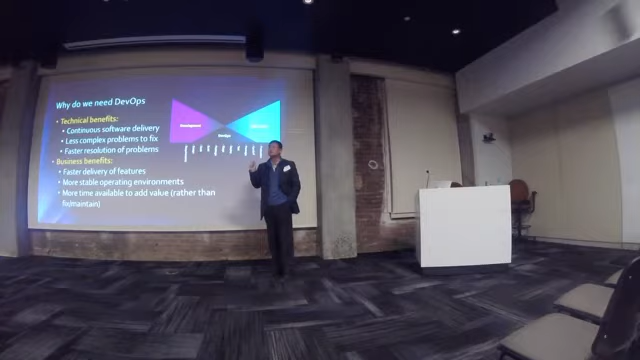 Why do we need DevOps
• Technical benefits:
• Continuous software delivery
• Less complex problems to fix
• Faster resolution of problems
• Business benefits:
• Faster delivery of features
• More stable operating environments
• More time available to add value (rather than
fix/maintain)
Development
DevOps